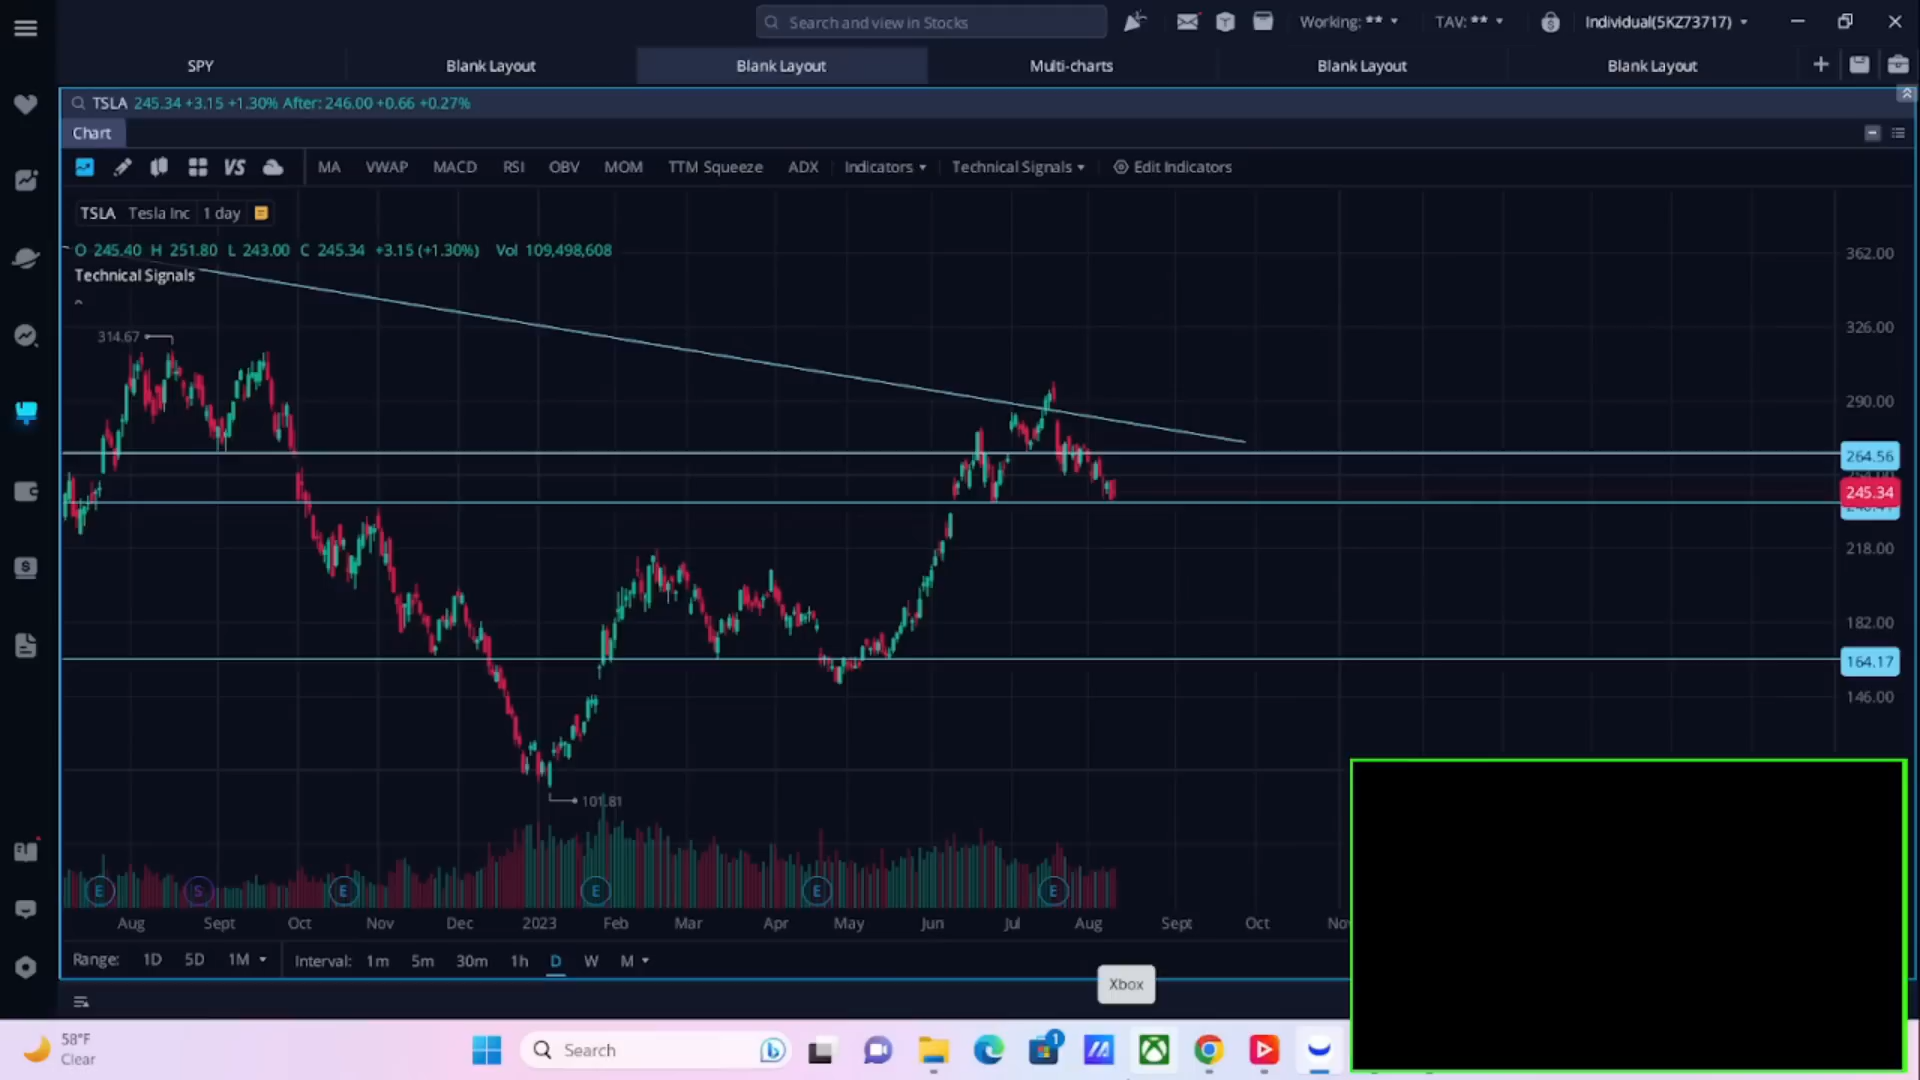 Search and view in Stocks
Working: ** TAV: ** Individual(5KZ73717)
SPY Blank Layout Blank Layout Multi-charts Blank Layout Blank Layout
TSLA 245.34 +3.15 +1.30% After: 246.00 +0.66 +0.27%
Chart
VS MA VWAP MACD RSI OBV MOM TTM Squeeze ADX Indicators Technical Signals Edit Indicators
TSLA Tesla Inc 1 day
O 245.40 H 251.80 L 243.00 C 245.34 +3.15 (+1.30%) Vol 109,498,608
Technical Signals
362.00
326.00
314.67
290.00
264.56
245.34
218.00
182.00
164.17
146.00
101.81
E S E E E E
Aug Sept Oct Nov Dec 2023 Feb Mar Apr May Jun Jul Aug Sept Oct
Range: 1D 5D 1M Interval: 1m 5m 30m 1h D W M
Xbox
58°F
Clear
Search
1